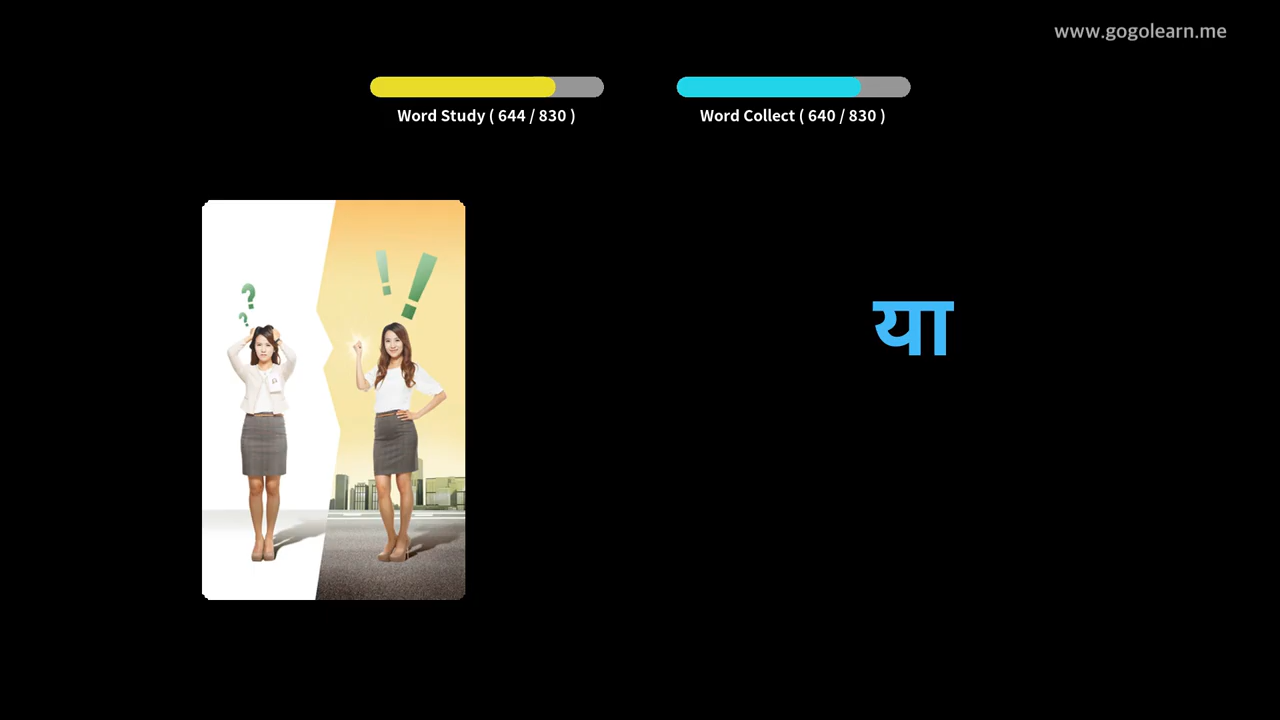 www.gogolearn.me
Word Study ( 644 / 830 )
Word Collect ( 640 / 830 )
? ! !
?
या